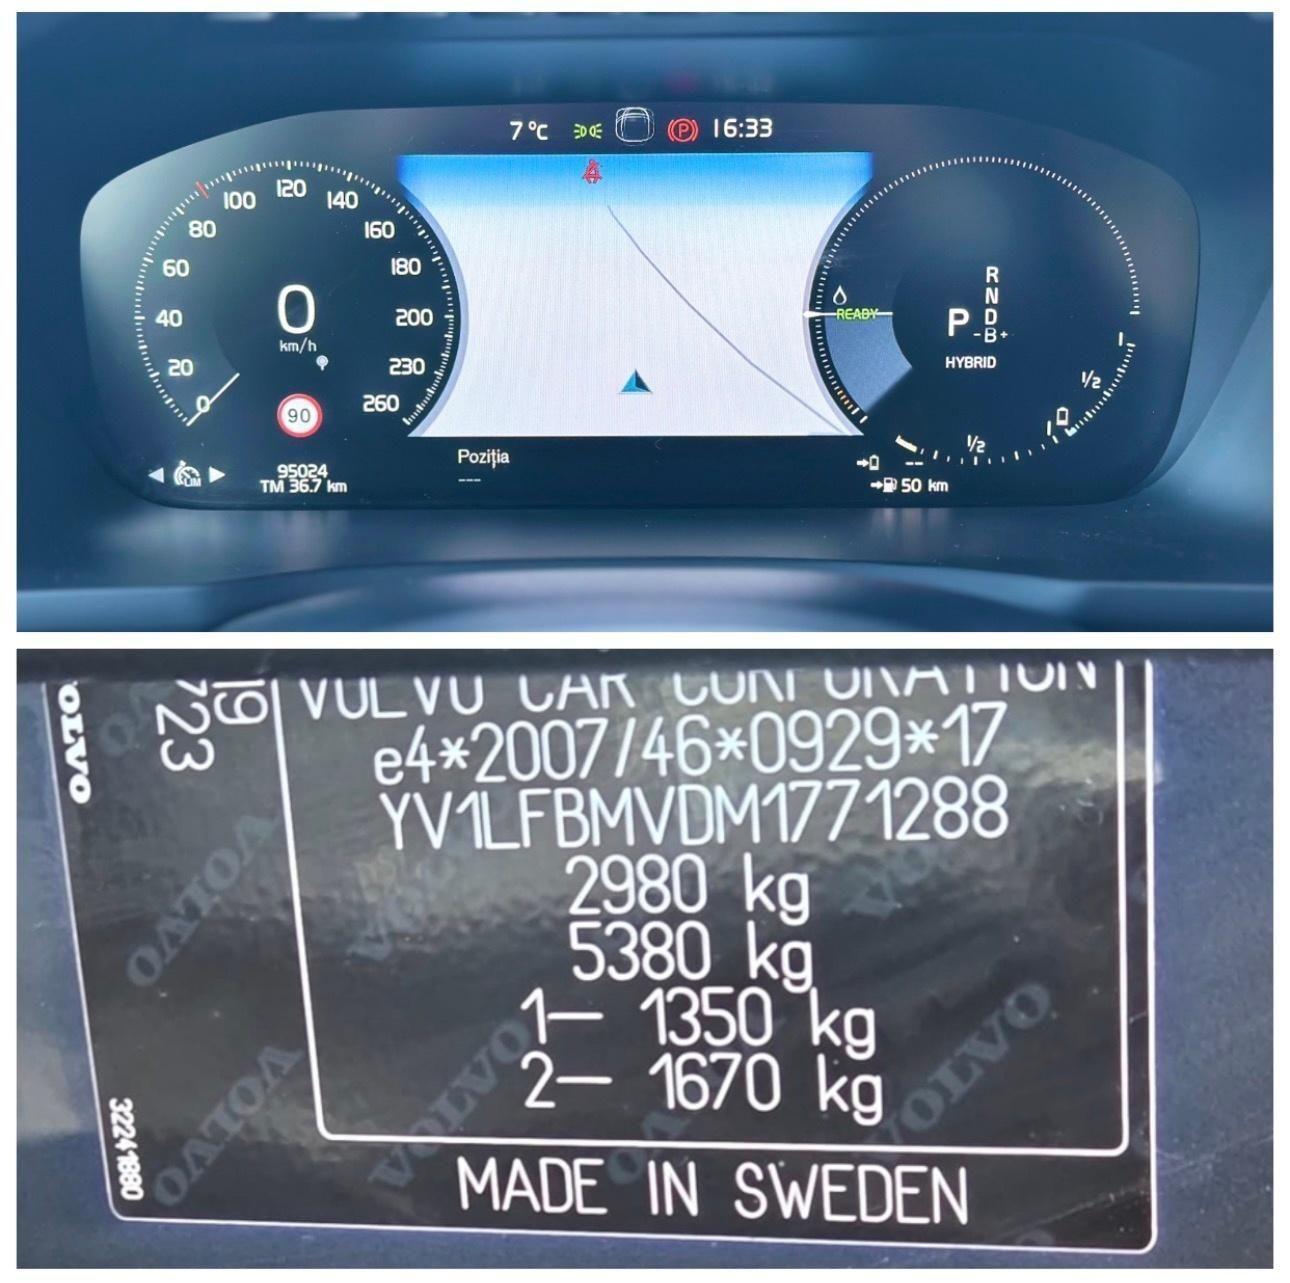 7 °C 16:33
0 20 40 60 80 100 120 140 160 180 200 230 260
0
km/h
90
LIM
95024
TM 36.7 km
Poziția
---
READY
R
N
P D
-B+
HYBRID
1
1/2
1/2
--
50 km
VOLVO
19
723
VOLVO CAR CORPORATION
e4*2007/46*0929*17
YV1LFBMVDM1771288
2980 kg
5380 kg
1– 1350 kg
2– 1670 kg
MADE IN SWEDEN
32241880